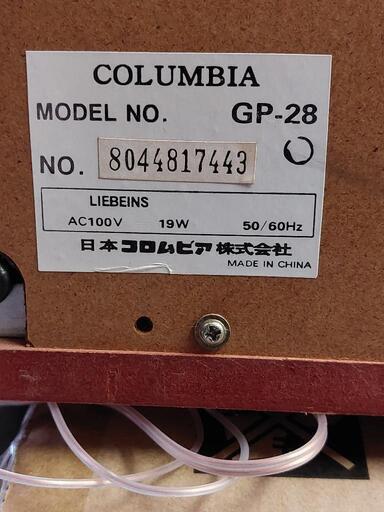 COLUMBIA
MODEL NO. GP-28
NO. 8044817443
LIEBEINS
AC100V 19W 50/60Hz
日本コロムビア株式会社
MADE IN CHINA